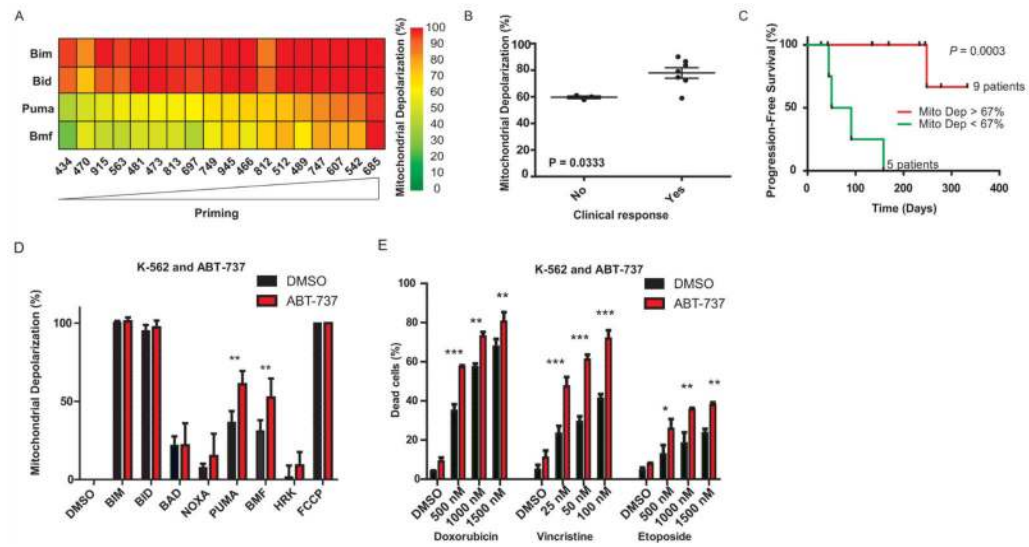 A
Bim
Bid
Puma
Bmf
434 470 915 563 481 473 813 697 749 945 466 812 512 489 747 607 542 685
Priming
Mitochondrial Depolarization (%)
100
90
80
70
60
50
40
30
20
10
0
B
Mitochondrial Depolarization (%)
100
80
60
40
20
0
P = 0.0333
No Yes
Clinical response
C
Progression-Free Survival (%)
100
50
0
P = 0.0003
9 patients
Mito Dep > 67%
Mito Dep < 67%
5 patients
0 100 200 300 400
Time (Days)
D
K-562 and ABT-737
DMSO
ABT-737
Mitochondrial Depolarization (%)
100
50
0
** **
DMSO BIM BID BAD NOXA PUMA BMF HRK FCCP
E
K-562 and ABT-737
DMSO
ABT-737
Dead cells (%)
100
80
60
40
20
0
*** ** ** *** *** *** * ** **
DMSO 500 nM 1000 nM 1500 nM DMSO 25 nM 50 nM 100 nM DMSO 500 nM 1000 nM 1500 nM
Doxorubicin Vincristine Etoposide